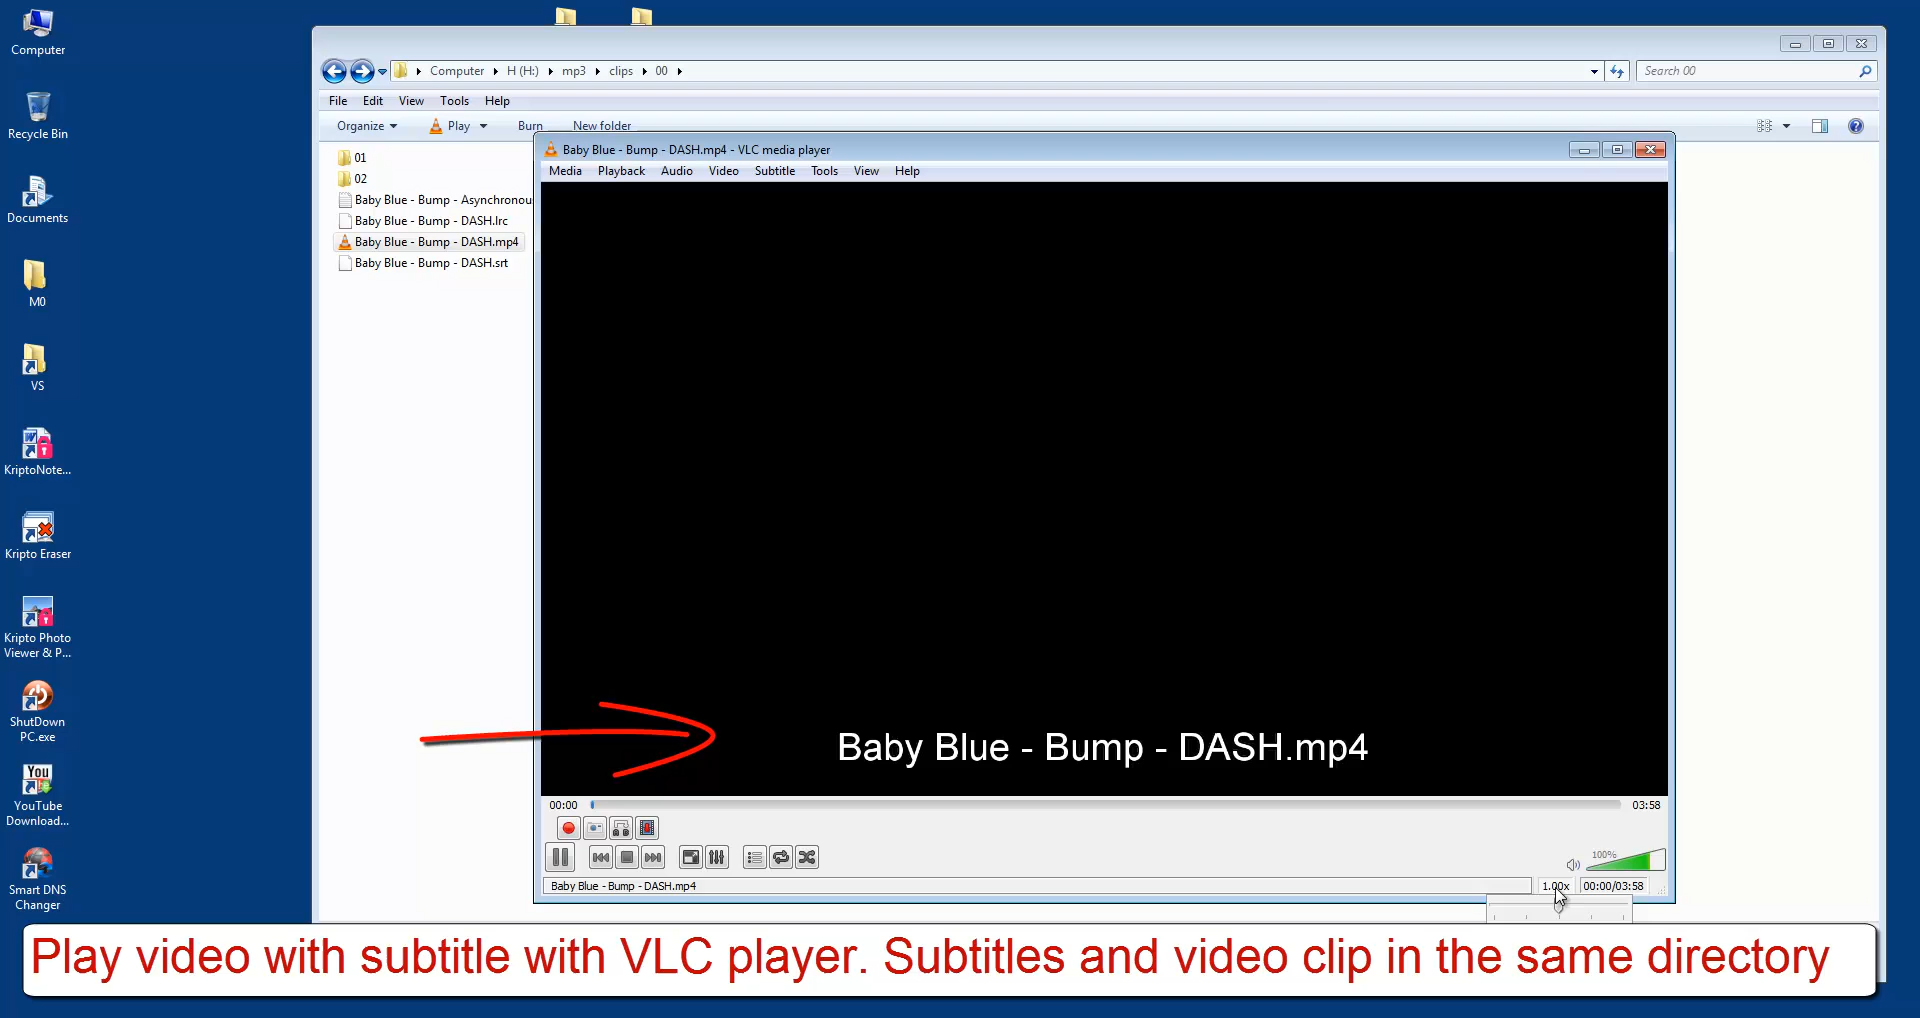 Computer
Recycle Bin
Documents
M0
VS
KriptoNote...
Kripto Eraser
Kripto Photo
Viewer & P...
ShutDown
PC.exe
You
YouTube
Download...
Smart DNS
Changer
Computer H (H:) mp3 clips 00
Search 00
File Edit View Tools Help
Organize Play Burn New folder
01
02
Baby Blue - Bump - Asynchronou
Baby Blue - Bump - DASH.lrc
Baby Blue - Bump - DASH.mp4
Baby Blue - Bump - DASH.srt
Baby Blue - Bump - DASH.mp4 - VLC media player
Media Playback Audio Video Subtitle Tools View Help
Baby Blue - Bump - DASH.mp4
00:00 03:58
100%
Baby Blue - Bump - DASH.mp4
1.00x 00:00/03:58
Play video with subtitle with VLC player. Subtitles and video clip in the same directory